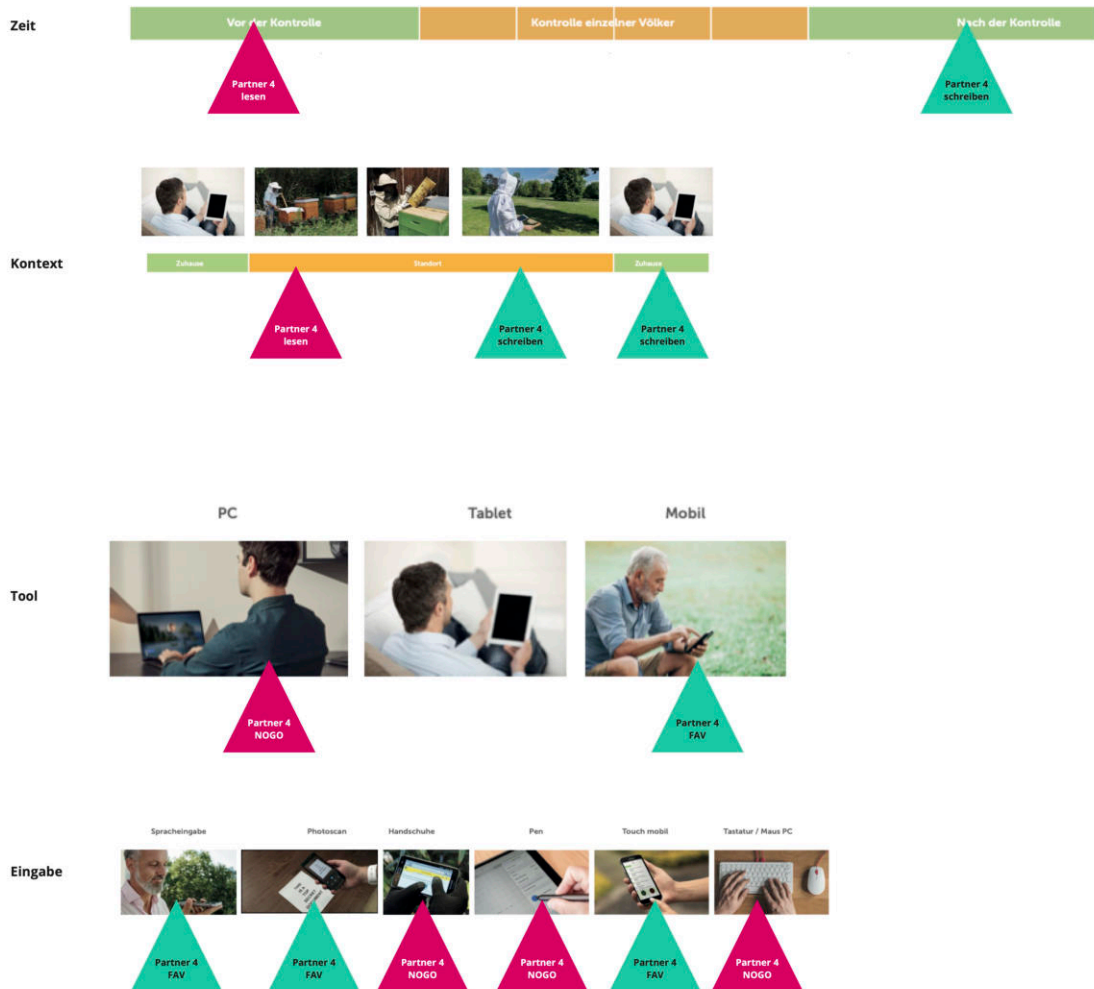 Zeit
Vor der Kontrolle
Kontrolle einzelner Völker
Nach der Kontrolle
Partner 4
lesen
Partner 4
schreiben
Kontext
Zuhause
Standort
Zuhause
Partner 4
lesen
Partner 4
schreiben
Partner 4
schreiben
PC
Tablet
Mobil
Tool
Partner 4
NOGO
Partner 4
FAV
Spracheingabe
Photoscan
Handschuhe
Pen
Touch mobil
Tastatur / Maus PC
Eingabe
Partner 4
FAV
Partner 4
FAV
Partner 4
NOGO
Partner 4
NOGO
Partner 4
FAV
Partner 4
NOGO